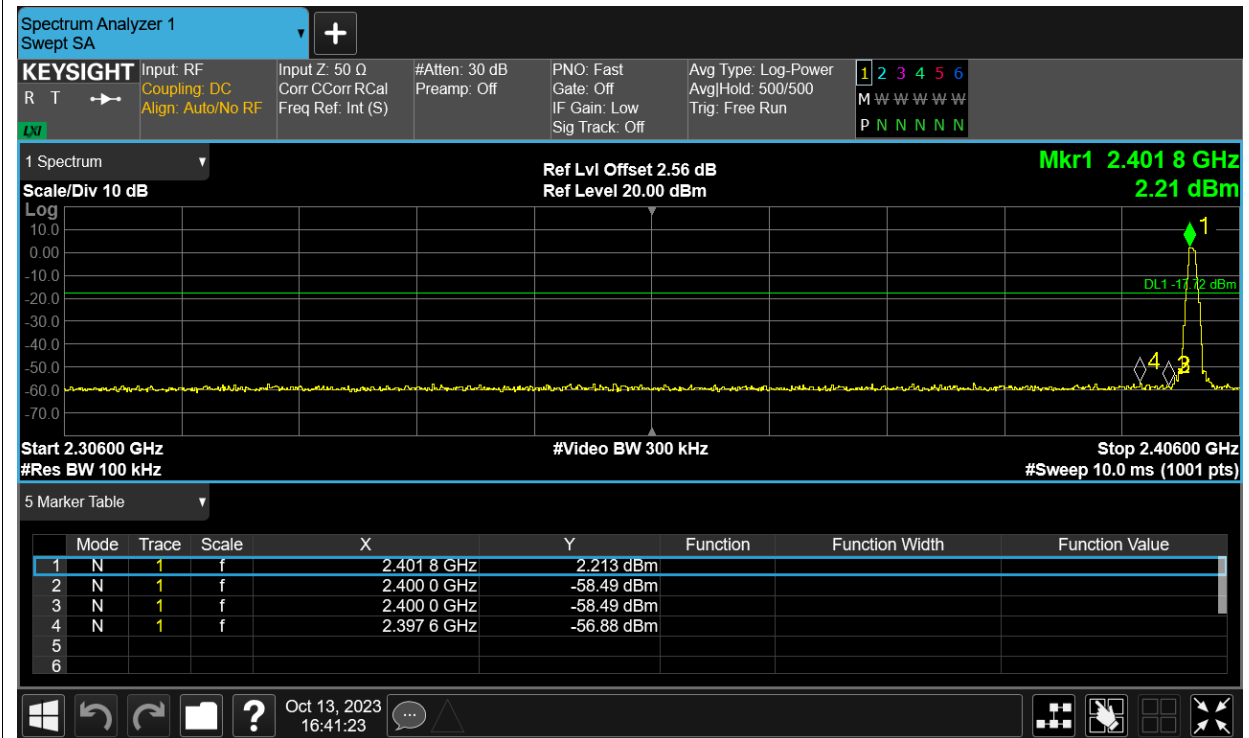 Spectrum Analyzer 1
Swept SA
+
KEYSIGHT
R T
LXI
Input: RF
Coupling: DC
Align: Auto/No RF
Input Z: 50 Ω
Corr CCorr RCal
Freq Ref: Int (S)
#Atten: 30 dB
Preamp: Off
PNO: Fast
Gate: Off
IF Gain: Low
Sig Track: Off
Avg Type: Log-Power
Avg|Hold: 500/500
Trig: Free Run
1 2 3 4 5 6
M W W W W W
P N N N N N
1 Spectrum
Scale/Div 10 dB
Ref Lvl Offset 2.56 dB
Ref Level 20.00 dBm
Mkr1 2.401 8 GHz
2.21 dBm
Log
10.0
0.00
-10.0
-20.0
-30.0
-40.0
-50.0
-60.0
-70.0
1
DL1 -17.72 dBm
4
Start 2.30600 GHz
#Video BW 300 kHz
Stop 2.40600 GHz
#Res BW 100 kHz
#Sweep 10.0 ms (1001 pts)
5 Marker Table
Mode Trace Scale X Y Function Function Width Function Value
1 N 1 f 2.401 8 GHz 2.213 dBm
2 N 1 f 2.400 0 GHz -58.49 dBm
3 N 1 f 2.400 0 GHz -58.49 dBm
4 N 1 f 2.397 6 GHz -56.88 dBm
5
6
?
Oct 13, 2023
16:41:23